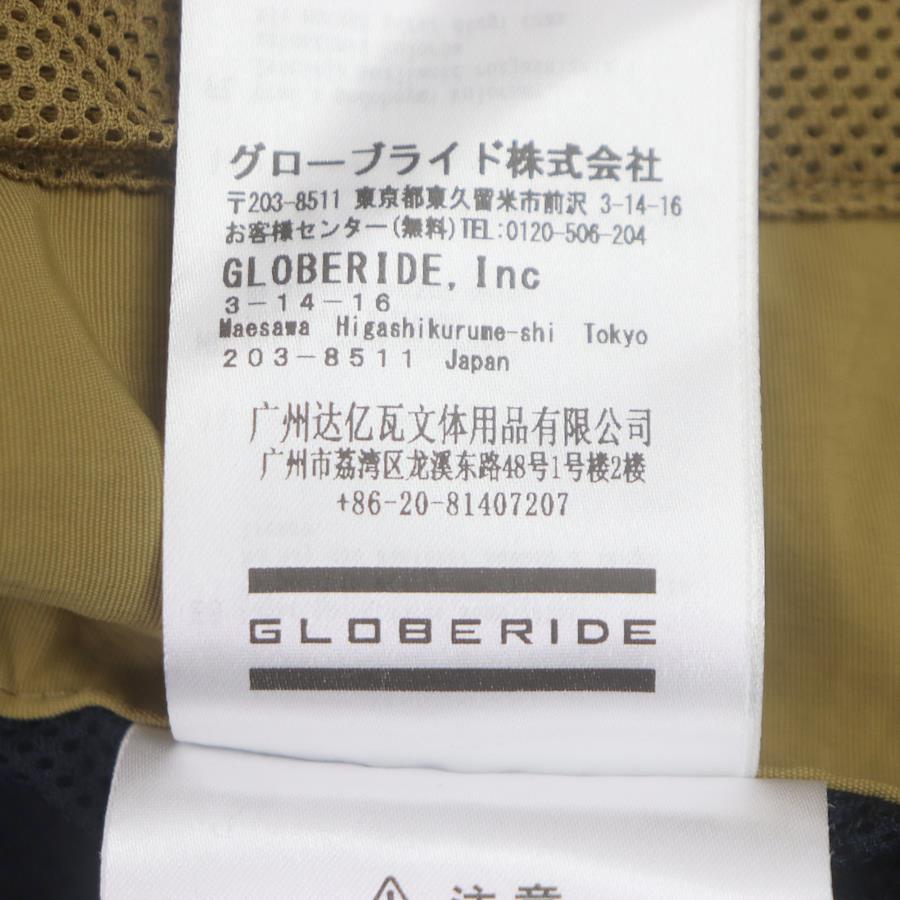 グローブライド株式会社
〒203-8511 東京都東久留米市前沢 3-14-16
お客様センター(無料)TEL:0120-506-204
GLOBERIDE, Inc
3-14-16
Maesawa Higashikurume-shi Tokyo
203-8511 Japan
广州达亿瓦文体用品有限公司
广州市荔湾区龙溪东路48号1号楼2楼
+86-20-81407207
GLOBERIDE
注意